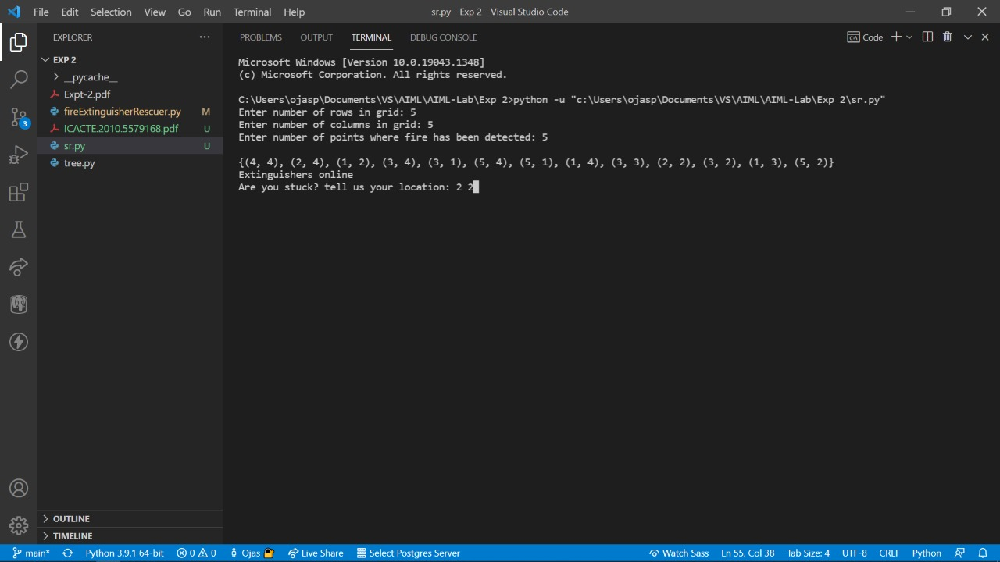 File Edit Selection View Go Run Terminal Help sr.py - Exp 2 - Visual Studio Code
EXPLORER
EXP 2
__pycache__
Expt-2.pdf
fireExtinguisherRescuer.py M
ICACTE.2010.5579168.pdf U
sr.py U
tree.py
OUTLINE
TIMELINE
PROBLEMS OUTPUT TERMINAL DEBUG CONSOLE Code
Microsoft Windows [Version 10.0.19043.1348]
(c) Microsoft Corporation. All rights reserved.
C:\Users\ojasp\Documents\VS\AIML\AIML-Lab\Exp 2>python -u "c:\Users\ojasp\Documents\VS\AIML\AIML-Lab\Exp 2\sr.py"
Enter number of rows in grid: 5
Enter number of columns in grid: 5
Enter number of points where fire has been detected: 5
{(4, 4), (2, 4), (1, 2), (3, 4), (3, 1), (5, 4), (5, 1), (1, 4), (3, 3), (2, 2), (3, 2), (1, 3), (5, 2)}
Extinguishers online
Are you stuck? tell us your location: 2 2
3
main* Python 3.9.1 64-bit 0 0 Ojas Live Share Select Postgres Server Watch Sass Ln 55, Col 38 Tab Size: 4 UTF-8 CRLF Python